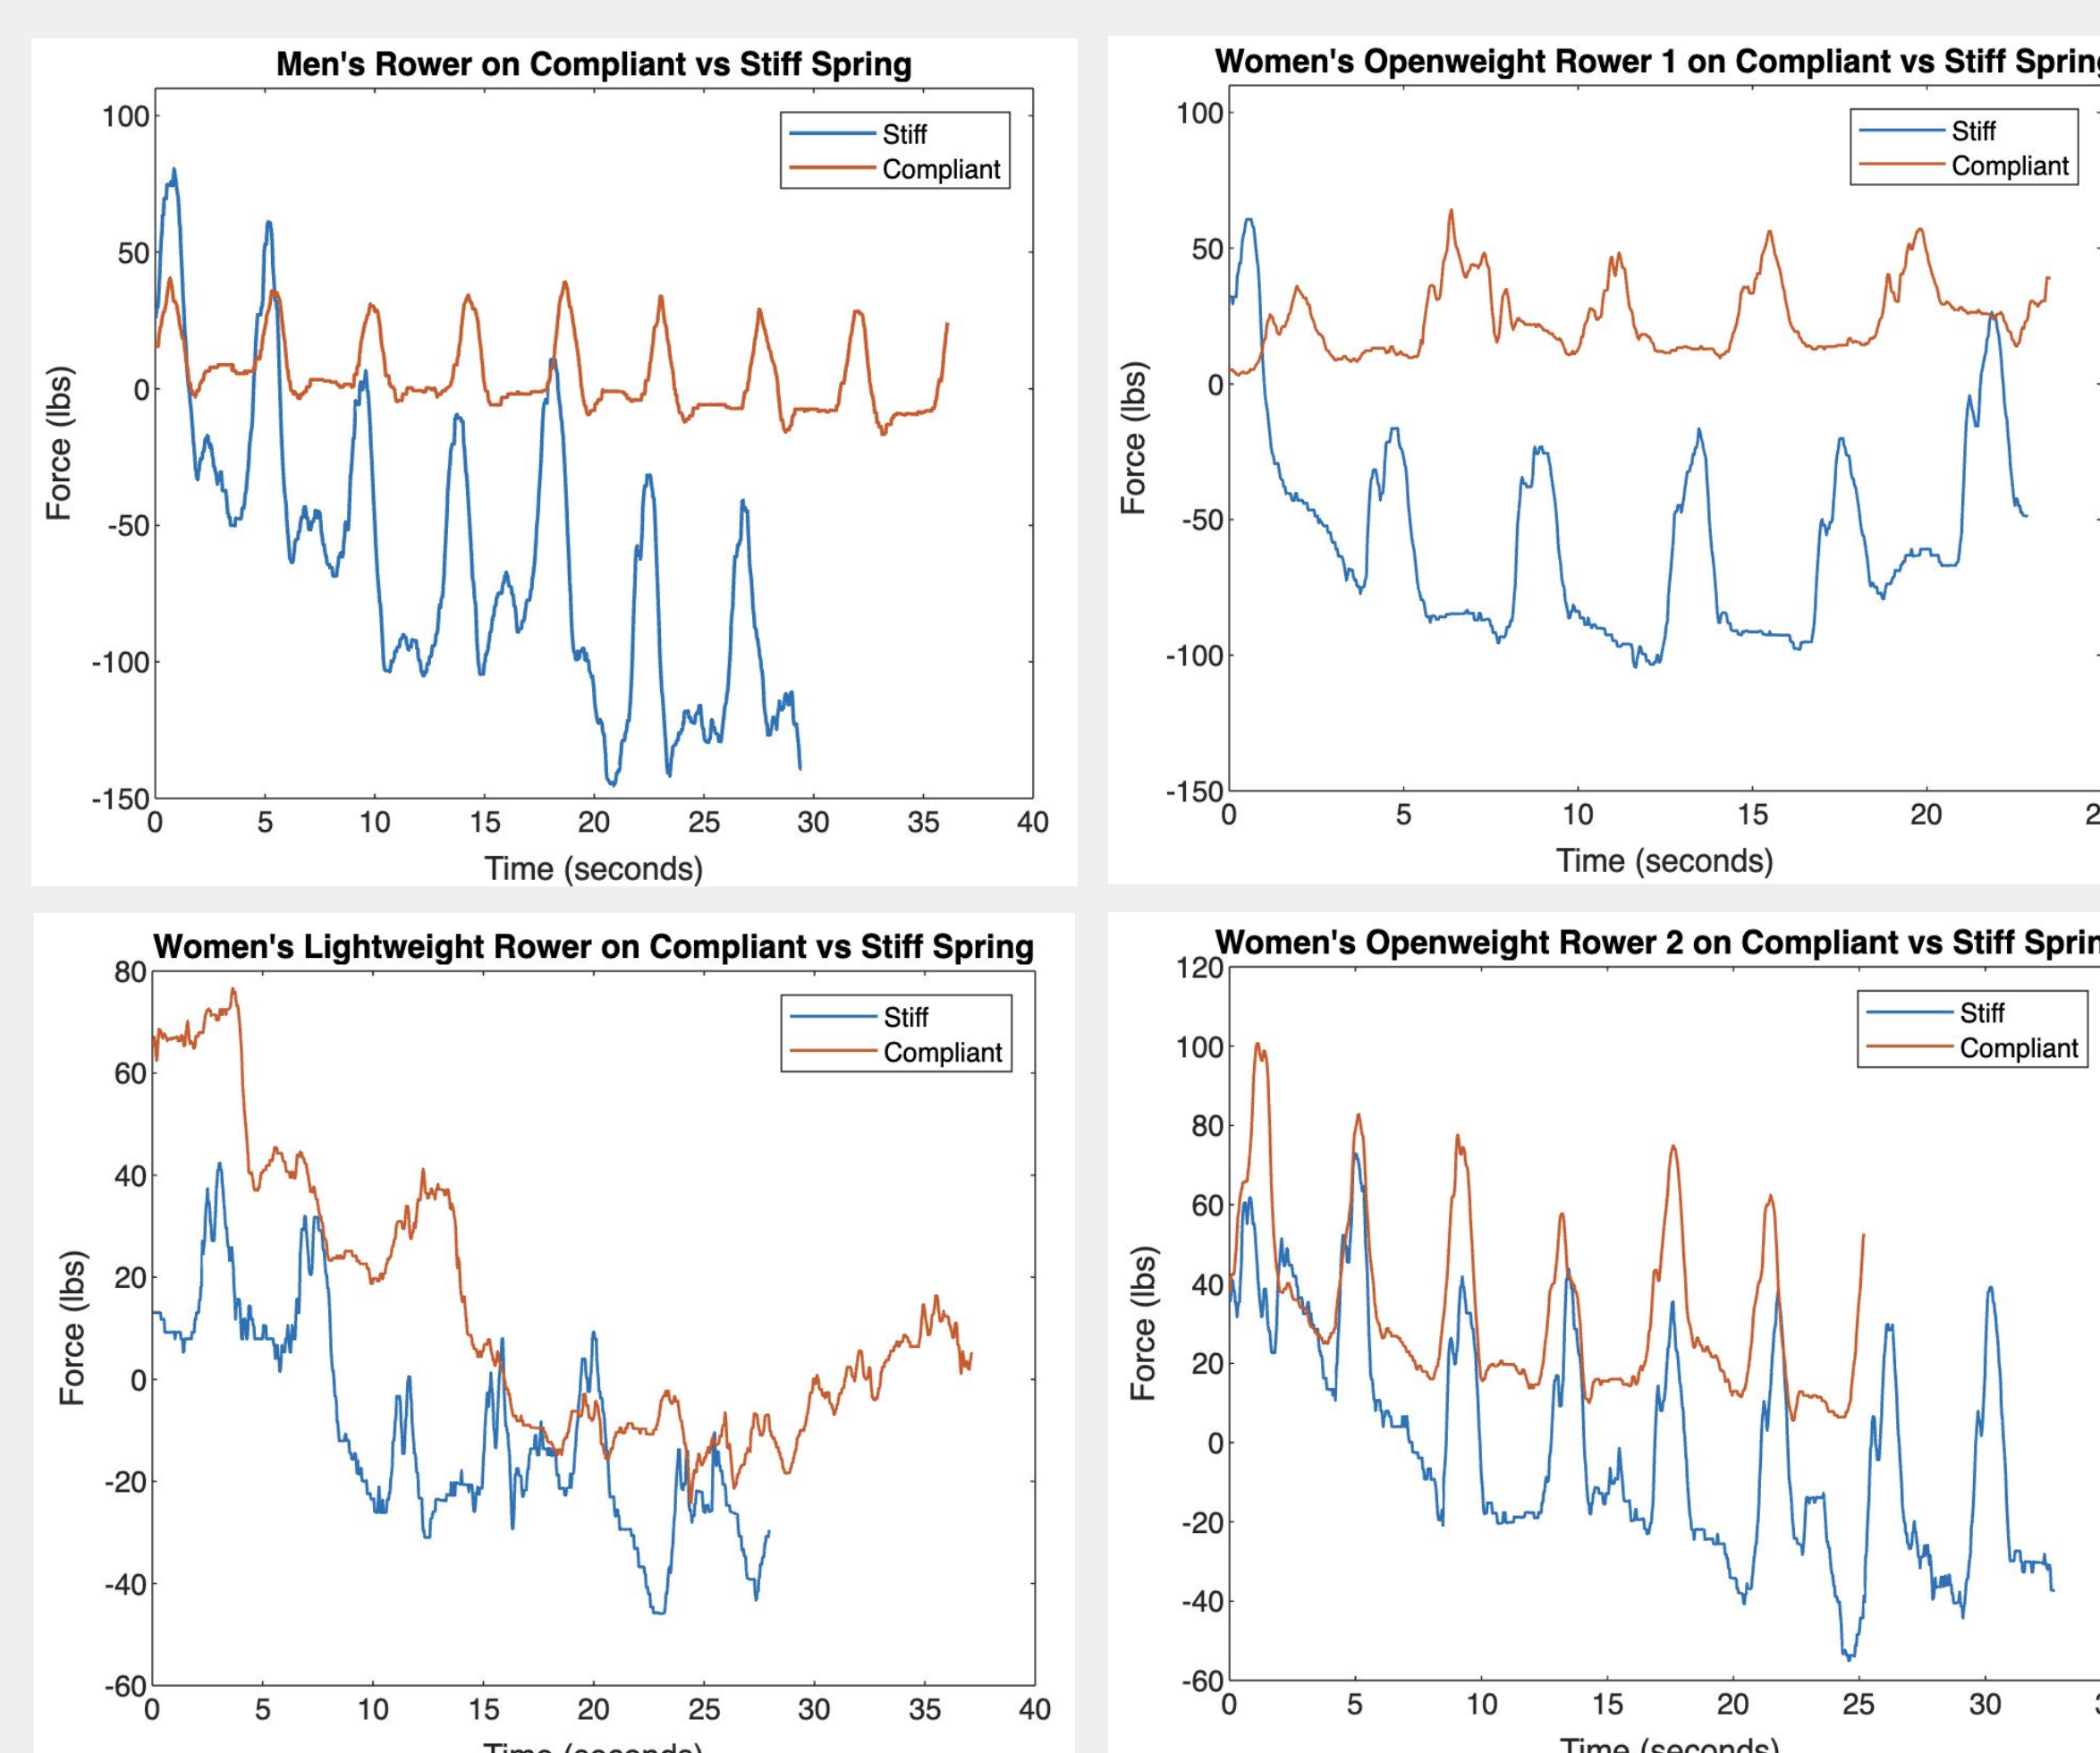 Men's Rower on Compliant vs Stiff Spring
Stiff
Compliant
Force (lbs)
100
50
0
-50
-100
-150
0 5 10 15 20 25 30 35 40
Time (seconds)
Women's Openweight Rower 1 on Compliant vs Stiff Spring
Stiff
Compliant
Force (lbs)
100
50
0
-50
-100
-150
0 5 10 15 20
Time (seconds)
Women's Lightweight Rower on Compliant vs Stiff Spring
Stiff
Compliant
Force (lbs)
80
60
40
20
0
-20
-40
-60
0 5 10 15 20 25 30 35 40
Time (seconds)
Women's Openweight Rower 2 on Compliant vs Stiff Sprin
Stiff
Compliant
Force (lbs)
120
100
80
60
40
20
0
-20
-40
-60
0 5 10 15 20 25 30
Time (seconds)